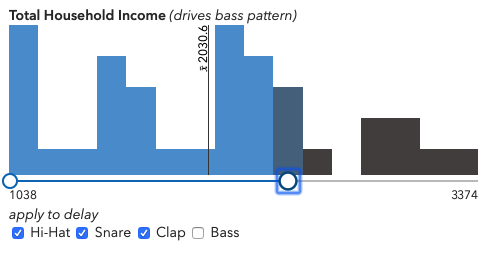 Total Household Income (drives bass pattern)
x̄ 2030.6
1038 3374
apply to delay
Hi-Hat Snare Clap Bass